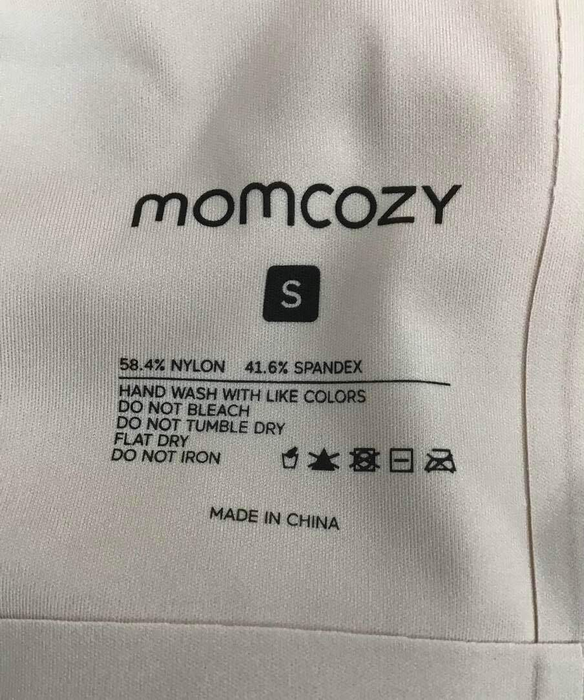 momcozy
S
58.4% NYLON 41.6% SPANDEX
HAND WASH WITH LIKE COLORS
DO NOT BLEACH
DO NOT TUMBLE DRY
FLAT DRY
DO NOT IRON
MADE IN CHINA